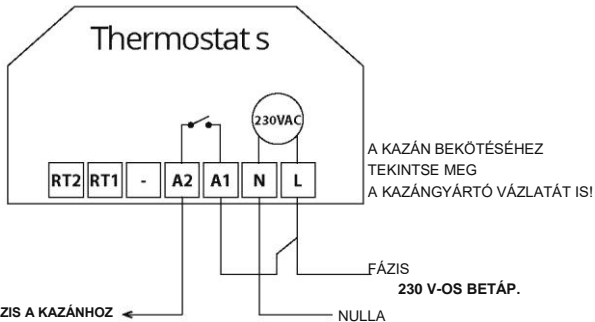 Thermostat s
230VAC
A KAZÁN BEKÖTÉSÉHEZ
TEKINTSE MEG
A KAZÁNGYÁRTÓ VÁZLATÁT IS!
RT2 RT1 - A2 A1 N L
FÁZIS
230 V-OS BETÁP.
ZIS A KAZÁNHOZ
NULLA